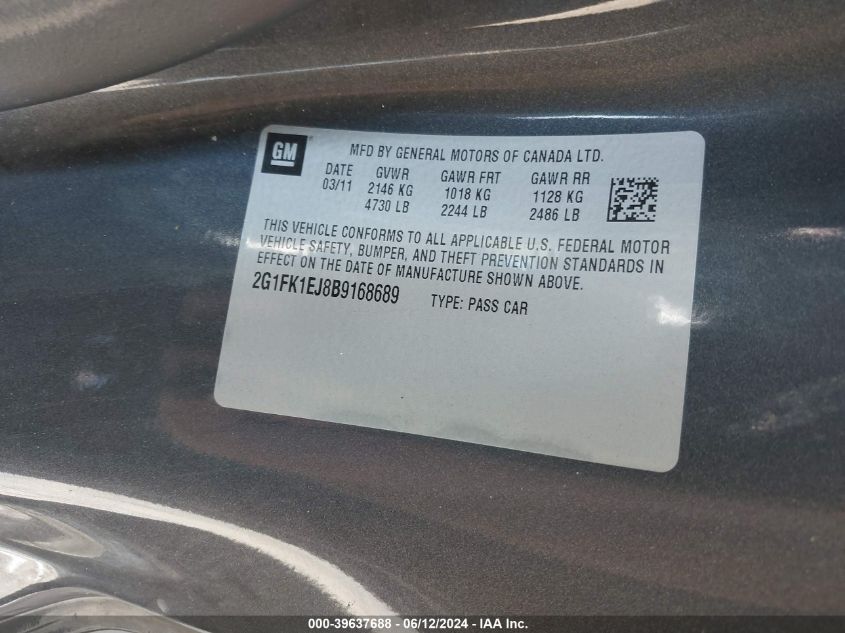 GM
MFD BY GENERAL MOTORS OF CANADA LTD.
DATE GVWR GAWR FRT GAWR RR
03/11 2146 KG 1018 KG 1128 KG
4730 LB 2244 LB 2486 LB
THIS VEHICLE CONFORMS TO ALL APPLICABLE U.S. FEDERAL MOTOR
VEHICLE SAFETY, BUMPER, AND THEFT PREVENTION STANDARDS IN
EFFECT ON THE DATE OF MANUFACTURE SHOWN ABOVE.
2G1FK1EJ8B9168689 TYPE: PASS CAR
000-39637688 - 06/12/2024 - IAA Inc.